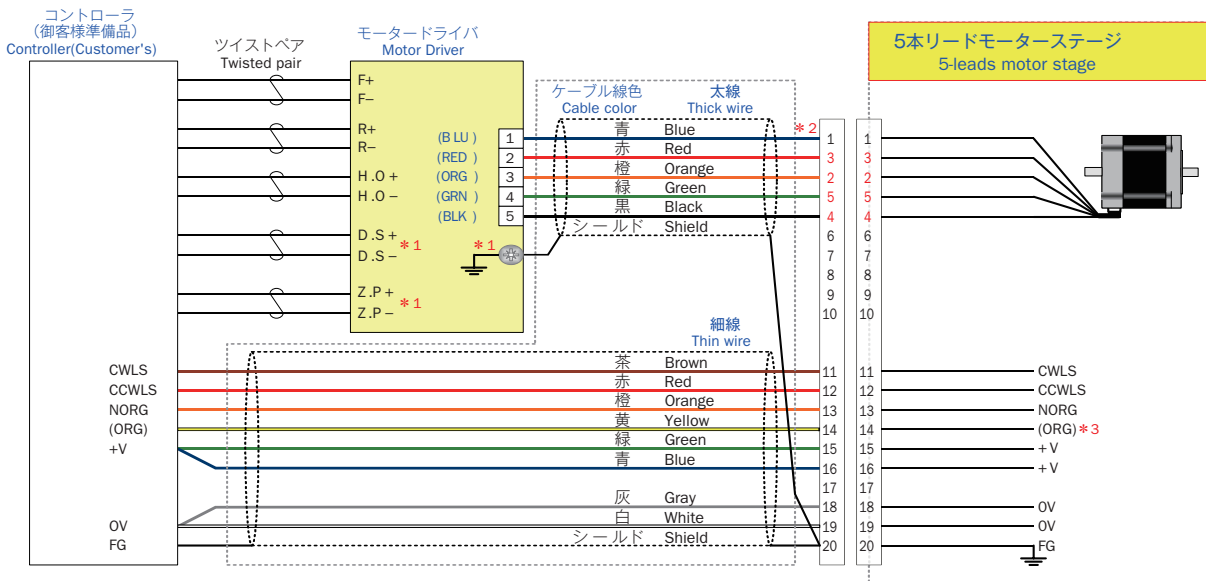 コントローラ
(御客様準備品)
Controller(Customer's)
ツイストペア
Twisted pair
モータードライバ
Motor Driver
5本リードモーターステージ
5-leads motor stage
ケーブル線色
Cable color
太線
Thick wire
F+
F−
R+
R−
H.O+
H.O−
D.S+
D.S− *1
Z.P+
Z.P− *1
(BLU) 1 青 Blue *2 1 1
(RED) 2 赤 Red 3 3
(ORG) 3 橙 Orange 2 2
(GRN) 4 緑 Green 5 5
(BLK) 5 黒 Black 4 4
シールド Shield 6 6
*1 7 7
8 8
9 9
10 10
細線
Thin wire
CWLS 茶 Brown 11 11 CWLS
CCWLS 赤 Red 12 12 CCWLS
NORG 橙 Orange 13 13 NORG
(ORG) 黄 Yellow 14 14 (ORG)*3
+V 緑 Green 15 15 +V
青 Blue 16 16 +V
17 17
灰 Gray 18 18 0V
0V 白 White 19 19 0V
FG シールド Shield 20 20 FG